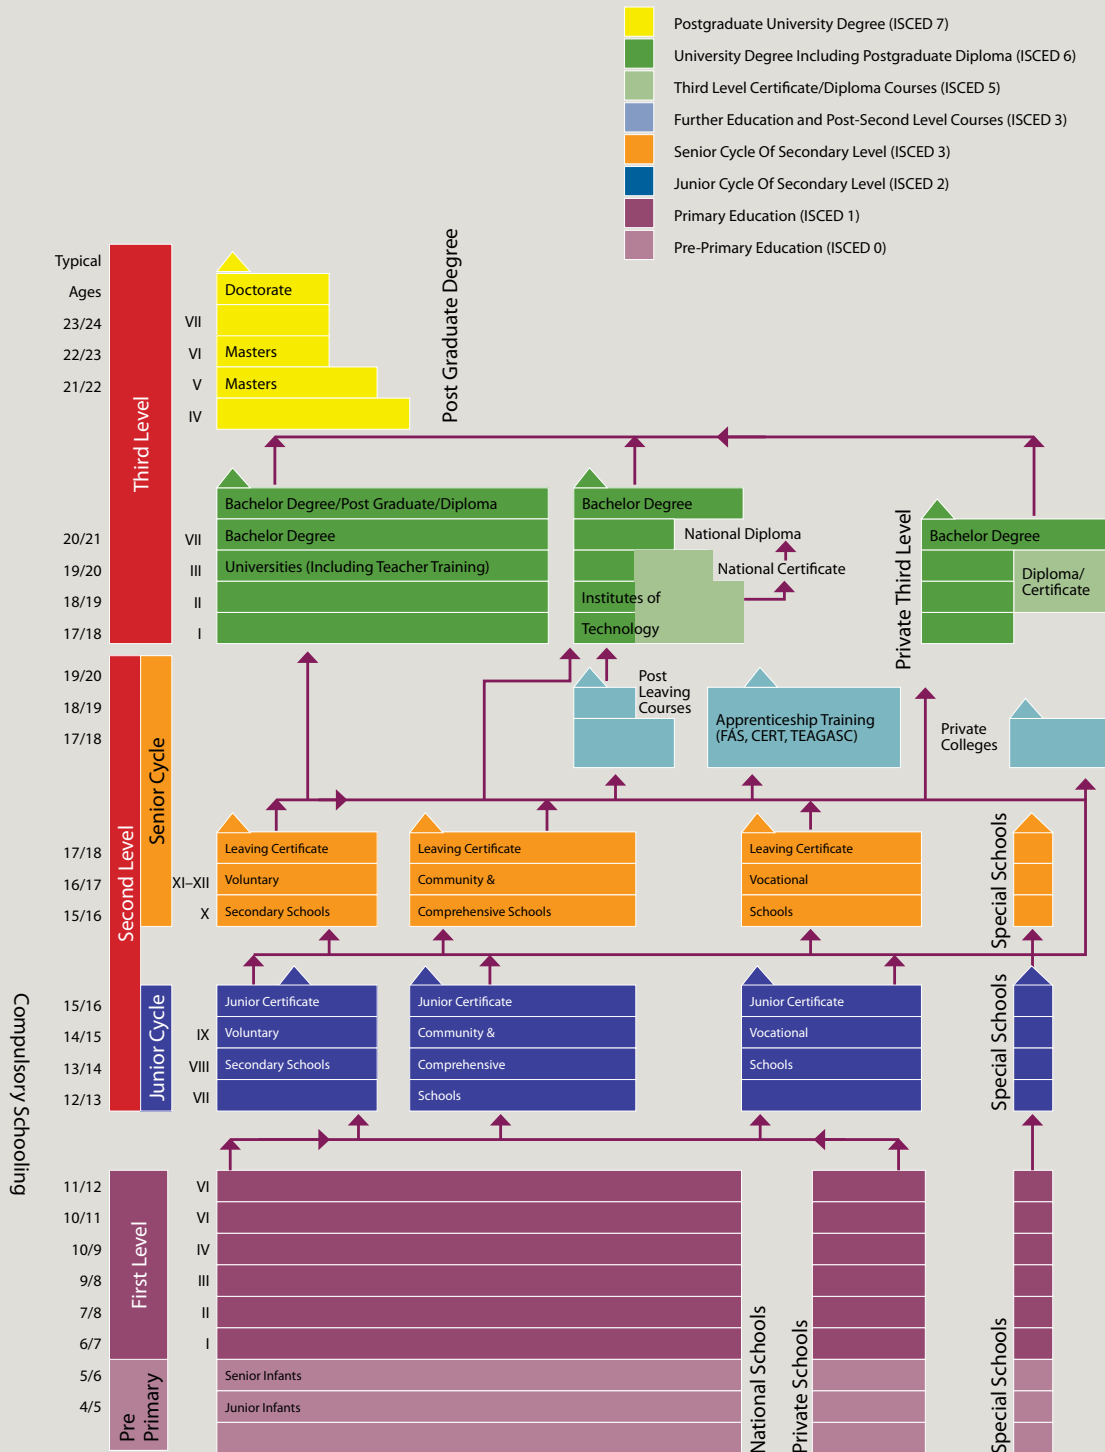 Postgraduate University Degree (ISCED 7)
University Degree Including Postgraduate Diploma (ISCED 6)
Third Level Certificate/Diploma Courses (ISCED 5)
Further Education and Post-Second Level Courses (ISCED 3)
Senior Cycle Of Secondary Level (ISCED 3)
Junior Cycle Of Secondary Level (ISCED 2)
Primary Education (ISCED 1)
Pre-Primary Education (ISCED 0)
Typical
Ages
Doctorate
23/24 VII
22/23 VI Masters
21/22 V Masters
IV
Post Graduate Degree
Third Level
Bachelor Degree/Post Graduate/Diploma
Bachelor Degree
20/21 VII Bachelor Degree
National Diploma
Bachelor Degree
19/20 III Universities (Including Teacher Training)
National Certificate
Diploma/
Certificate
18/19 II
Institutes of
17/18 I
Technology
Private Third Level
19/20
18/19
17/18
Post
Leaving
Courses
Apprenticeship Training
(FAS, CERT, TEAGASC)
Private
Colleges
Second Level
Senior Cycle
17/18 Leaving Certificate Leaving Certificate Leaving Certificate
16/17 XI–XII Voluntary Community & Vocational
15/16 X Secondary Schools Comprehensive Schools Schools
Special Schools
Compulsory Schooling
Junior Cycle
15/16 Junior Certificate Junior Certificate Junior Certificate
14/15 IX Voluntary Community & Vocational
13/14 VIII Secondary Schools Comprehensive Schools
12/13 VII Schools
Special Schools
First Level
11/12 VI
10/11 VI
10/9 IV
9/8 III
7/8 II
6/7 I
Pre
Primary
5/6 Senior Infants
4/5 Junior Infants
National Schools
Private Schools
Special Schools